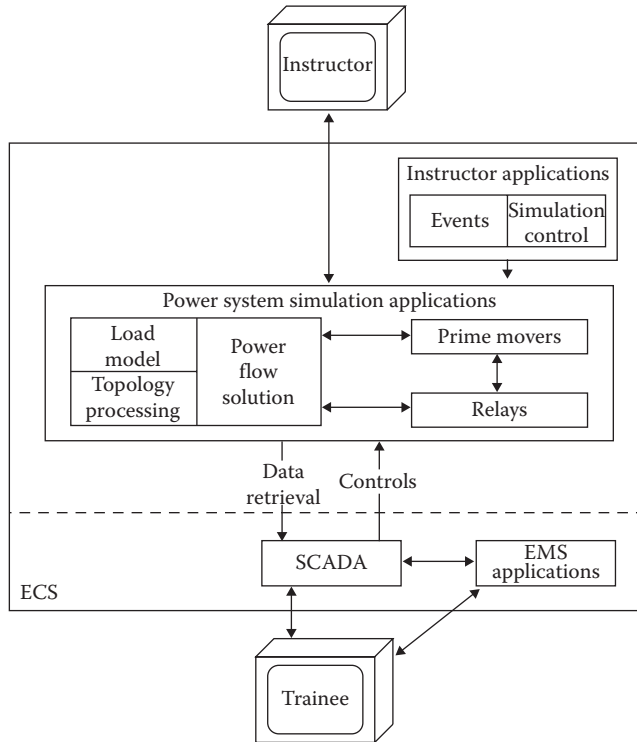 Instructor
Instructor applications
Events
Simulation
control
Power system simulation applications
Load
model
Topology
processing
Power
flow
solution
Prime movers
Relays
Data
retrieval
Controls
SCADA
EMS
applications
ECS
Trainee